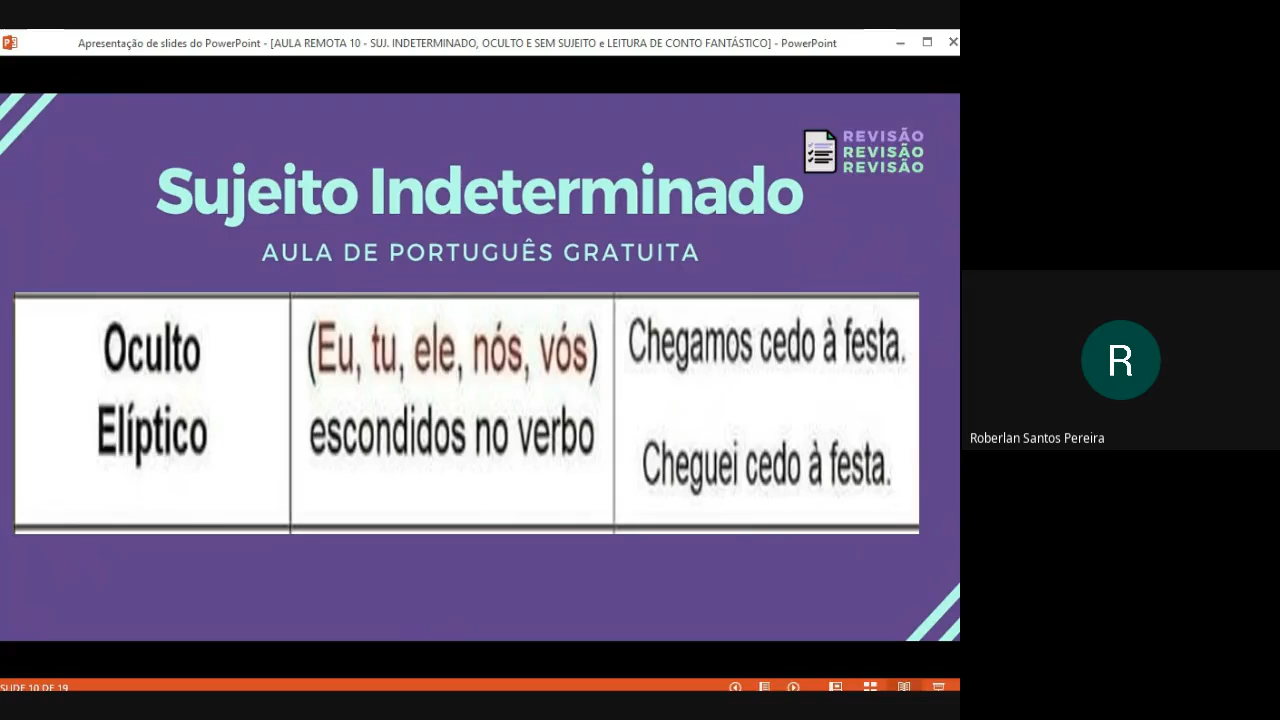 Apresentação de slides do PowerPoint - [AULA REMOTA 10 - SUJ. INDETERMINADO, OCULTO E SEM SUJEITO e LEITURA DE CONTO FANTÁSTICO] - PowerPoint
REVISÃO
REVISÃO
REVISÃO
Sujeito Indeterminado
AULA DE PORTUGUÊS GRATUITA
Oculto
Elíptico
(Eu, tu, ele, nós, vós)
escondidos no verbo
Chegamos cedo à festa.
Cheguei cedo à festa.
R
Roberlan Santos Pereira
SLIDE 10 DE 19